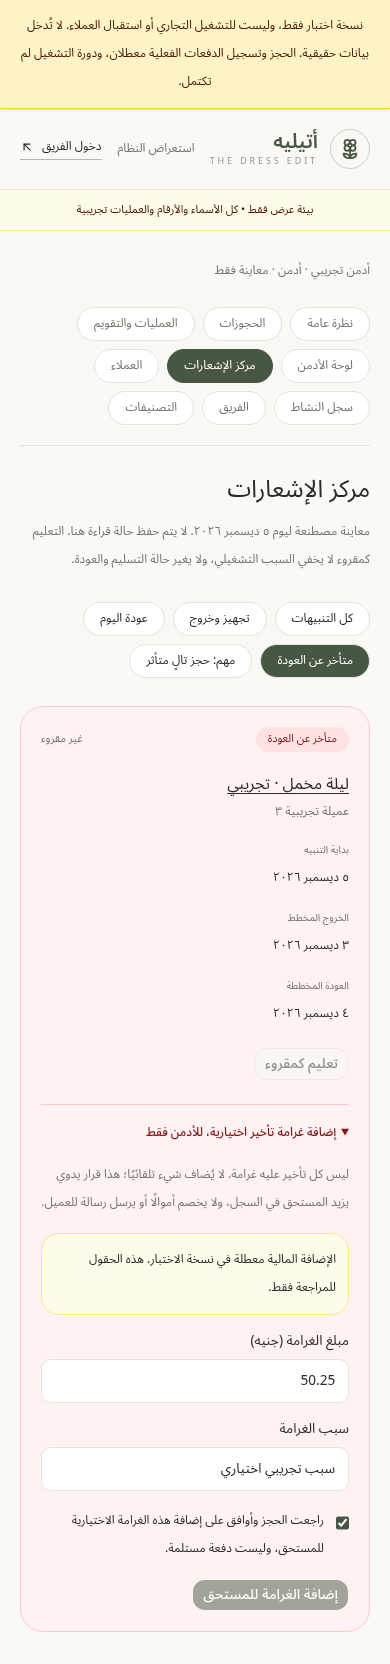 نسخة اختبار فقط، وليست للتشغيل التجاري أو استقبال العملاء. لا تُدخل
بيانات حقيقية. الحجز وتسجيل الدفعات الفعلية معطلان، ودورة التشغيل لم
تكتمل.
أتيليه
THE DRESS EDIT
استعراض النظام
دخول الفريق ↖
بيئة عرض فقط • كل الأسماء والأرقام والعمليات تجريبية
أدمن تجريبي · أدمن · معاينة فقط
نظرة عامة
الحجوزات
العمليات والتقويم
لوحة الأدمن
مركز الإشعارات
العملاء
سجل النشاط
الفريق
التصنيفات
مركز الإشعارات
معاينة مصطنعة ليوم ٥ ديسمبر ٢٠٢٦. لا يتم حفظ حالة قراءة هنا. التعليم
كمقروء لا يخفي السبب التشغيلي، ولا يغير حالة التسليم والعودة.
كل التنبيهات
تجهيز وخروج
عودة اليوم
متأخر عن العودة
مهم: حجز تالٍ متأثر
متأخر عن العودة
غير مقروء
ليلة مخمل · تجريبي
عميلة تجريبية ٣
بداية التنبيه
٥ ديسمبر ٢٠٢٦
الخروج المخطط
٣ ديسمبر ٢٠٢٦
العودة المخططة
٤ ديسمبر ٢٠٢٦
تعليم كمقروء
▼ إضافة غرامة تأخير اختيارية، للأدمن فقط
ليس كل تأخير عليه غرامة. لا يُضاف شيء تلقائيًا؛ هذا قرار يدوي
يزيد المستحق في السجل، ولا يخصم أموالًا أو يرسل رسالة للعميل.
الإضافة المالية معطلة في نسخة الاختبار. هذه الحقول
للمراجعة فقط.
مبلغ الغرامة (جنيه)
50.25
سبب الغرامة
سبب تجريبي اختياري
راجعت الحجز وأوافق على إضافة هذه الغرامة الاختيارية
للمستحق، وليست دفعة مستلمة.
إضافة الغرامة للمستحق